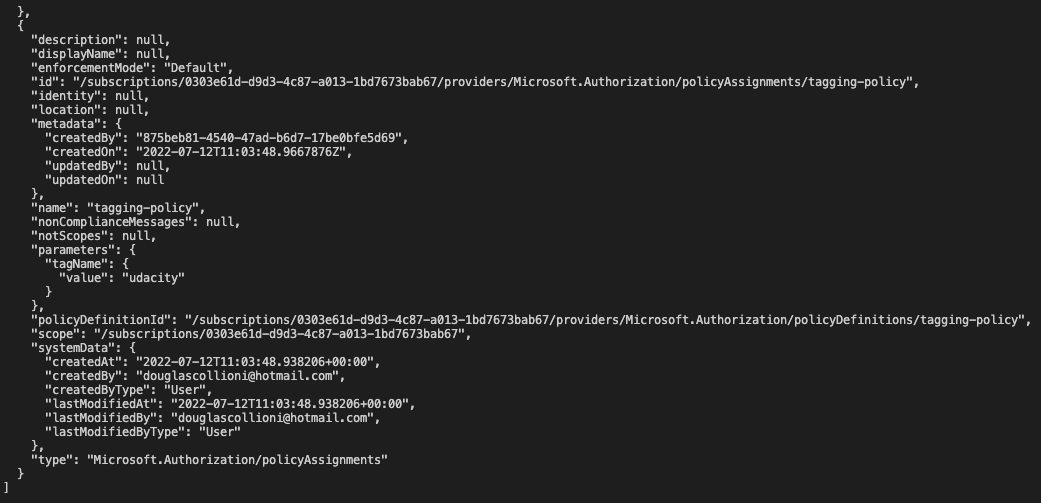 },
{
"description": null,
"displayName": null,
"enforcementMode": "Default",
"id": "/subscriptions/0303e61d-d9d3-4c87-a013-1bd7673bab67/providers/Microsoft.Authorization/policyAssignments/tagging-policy",
"identity": null,
"location": null,
"metadata": {
"createdBy": "875beb81-4540-47ad-b6d7-17be0bfe5d69",
"createdOn": "2022-07-12T11:03:48.9667876Z",
"updatedBy": null,
"updatedOn": null
},
"name": "tagging-policy",
"nonComplianceMessages": null,
"notScopes": null,
"parameters": {
"tagName": {
"value": "udacity"
}
},
"policyDefinitionId": "/subscriptions/0303e61d-d9d3-4c87-a013-1bd7673bab67/providers/Microsoft.Authorization/policyDefinitions/tagging-policy",
"scope": "/subscriptions/0303e61d-d9d3-4c87-a013-1bd7673bab67",
"systemData": {
"createdAt": "2022-07-12T11:03:48.938206+00:00",
"createdBy": "douglascollioni@hotmail.com",
"createdByType": "User",
"lastModifiedAt": "2022-07-12T11:03:48.938206+00:00",
"lastModifiedBy": "douglascollioni@hotmail.com",
"lastModifiedByType": "User"
},
"type": "Microsoft.Authorization/policyAssignments"
}
]